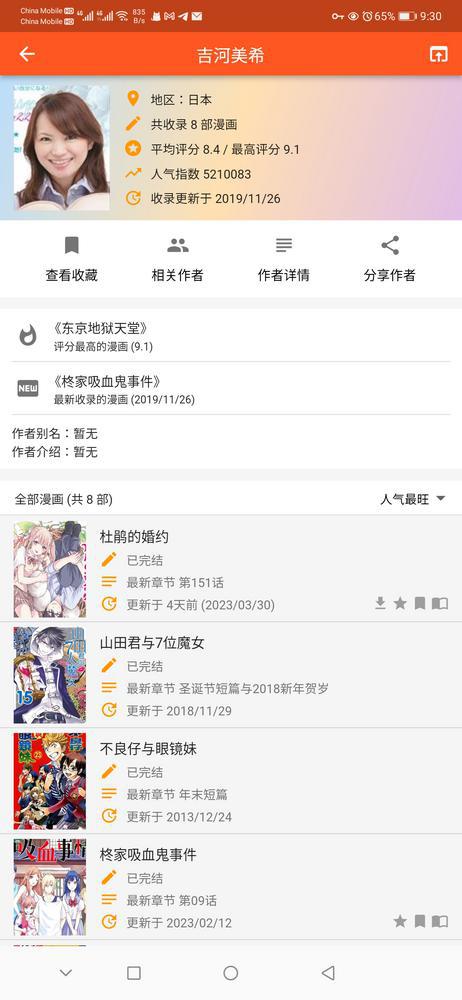 China Mobile HD 4G 4G 835 B/s 65% 9:30
China Mobile HD
吉河美希
地区：日本
共收录 8 部漫画
平均评分 8.4 / 最高评分 9.1
人气指数 5210083
收录更新于 2019/11/26
查看收藏 相关作者 作者详情 分享作者
《东京地狱天堂》
评分最高的漫画 (9.1)
NEW 《柊家吸血鬼事件》
最新收录的漫画 (2019/11/26)
作者别名：暂无
作者介绍：暂无
全部漫画 (共 8 部) 人气最旺
杜鹃的婚约
已完结
最新章节 第151话
更新于 4天前 (2023/03/30)
山田君与7位魔女
15
已完结
最新章节 圣诞节短篇与2018新年贺岁
更新于 2018/11/29
不良仔与眼镜妹
眼镜妹
23
已完结
最新章节 年末短篇
更新于 2013/12/24
柊家吸血鬼事件
吸血事件
已完结
最新章节 第09话
更新于 2023/02/12